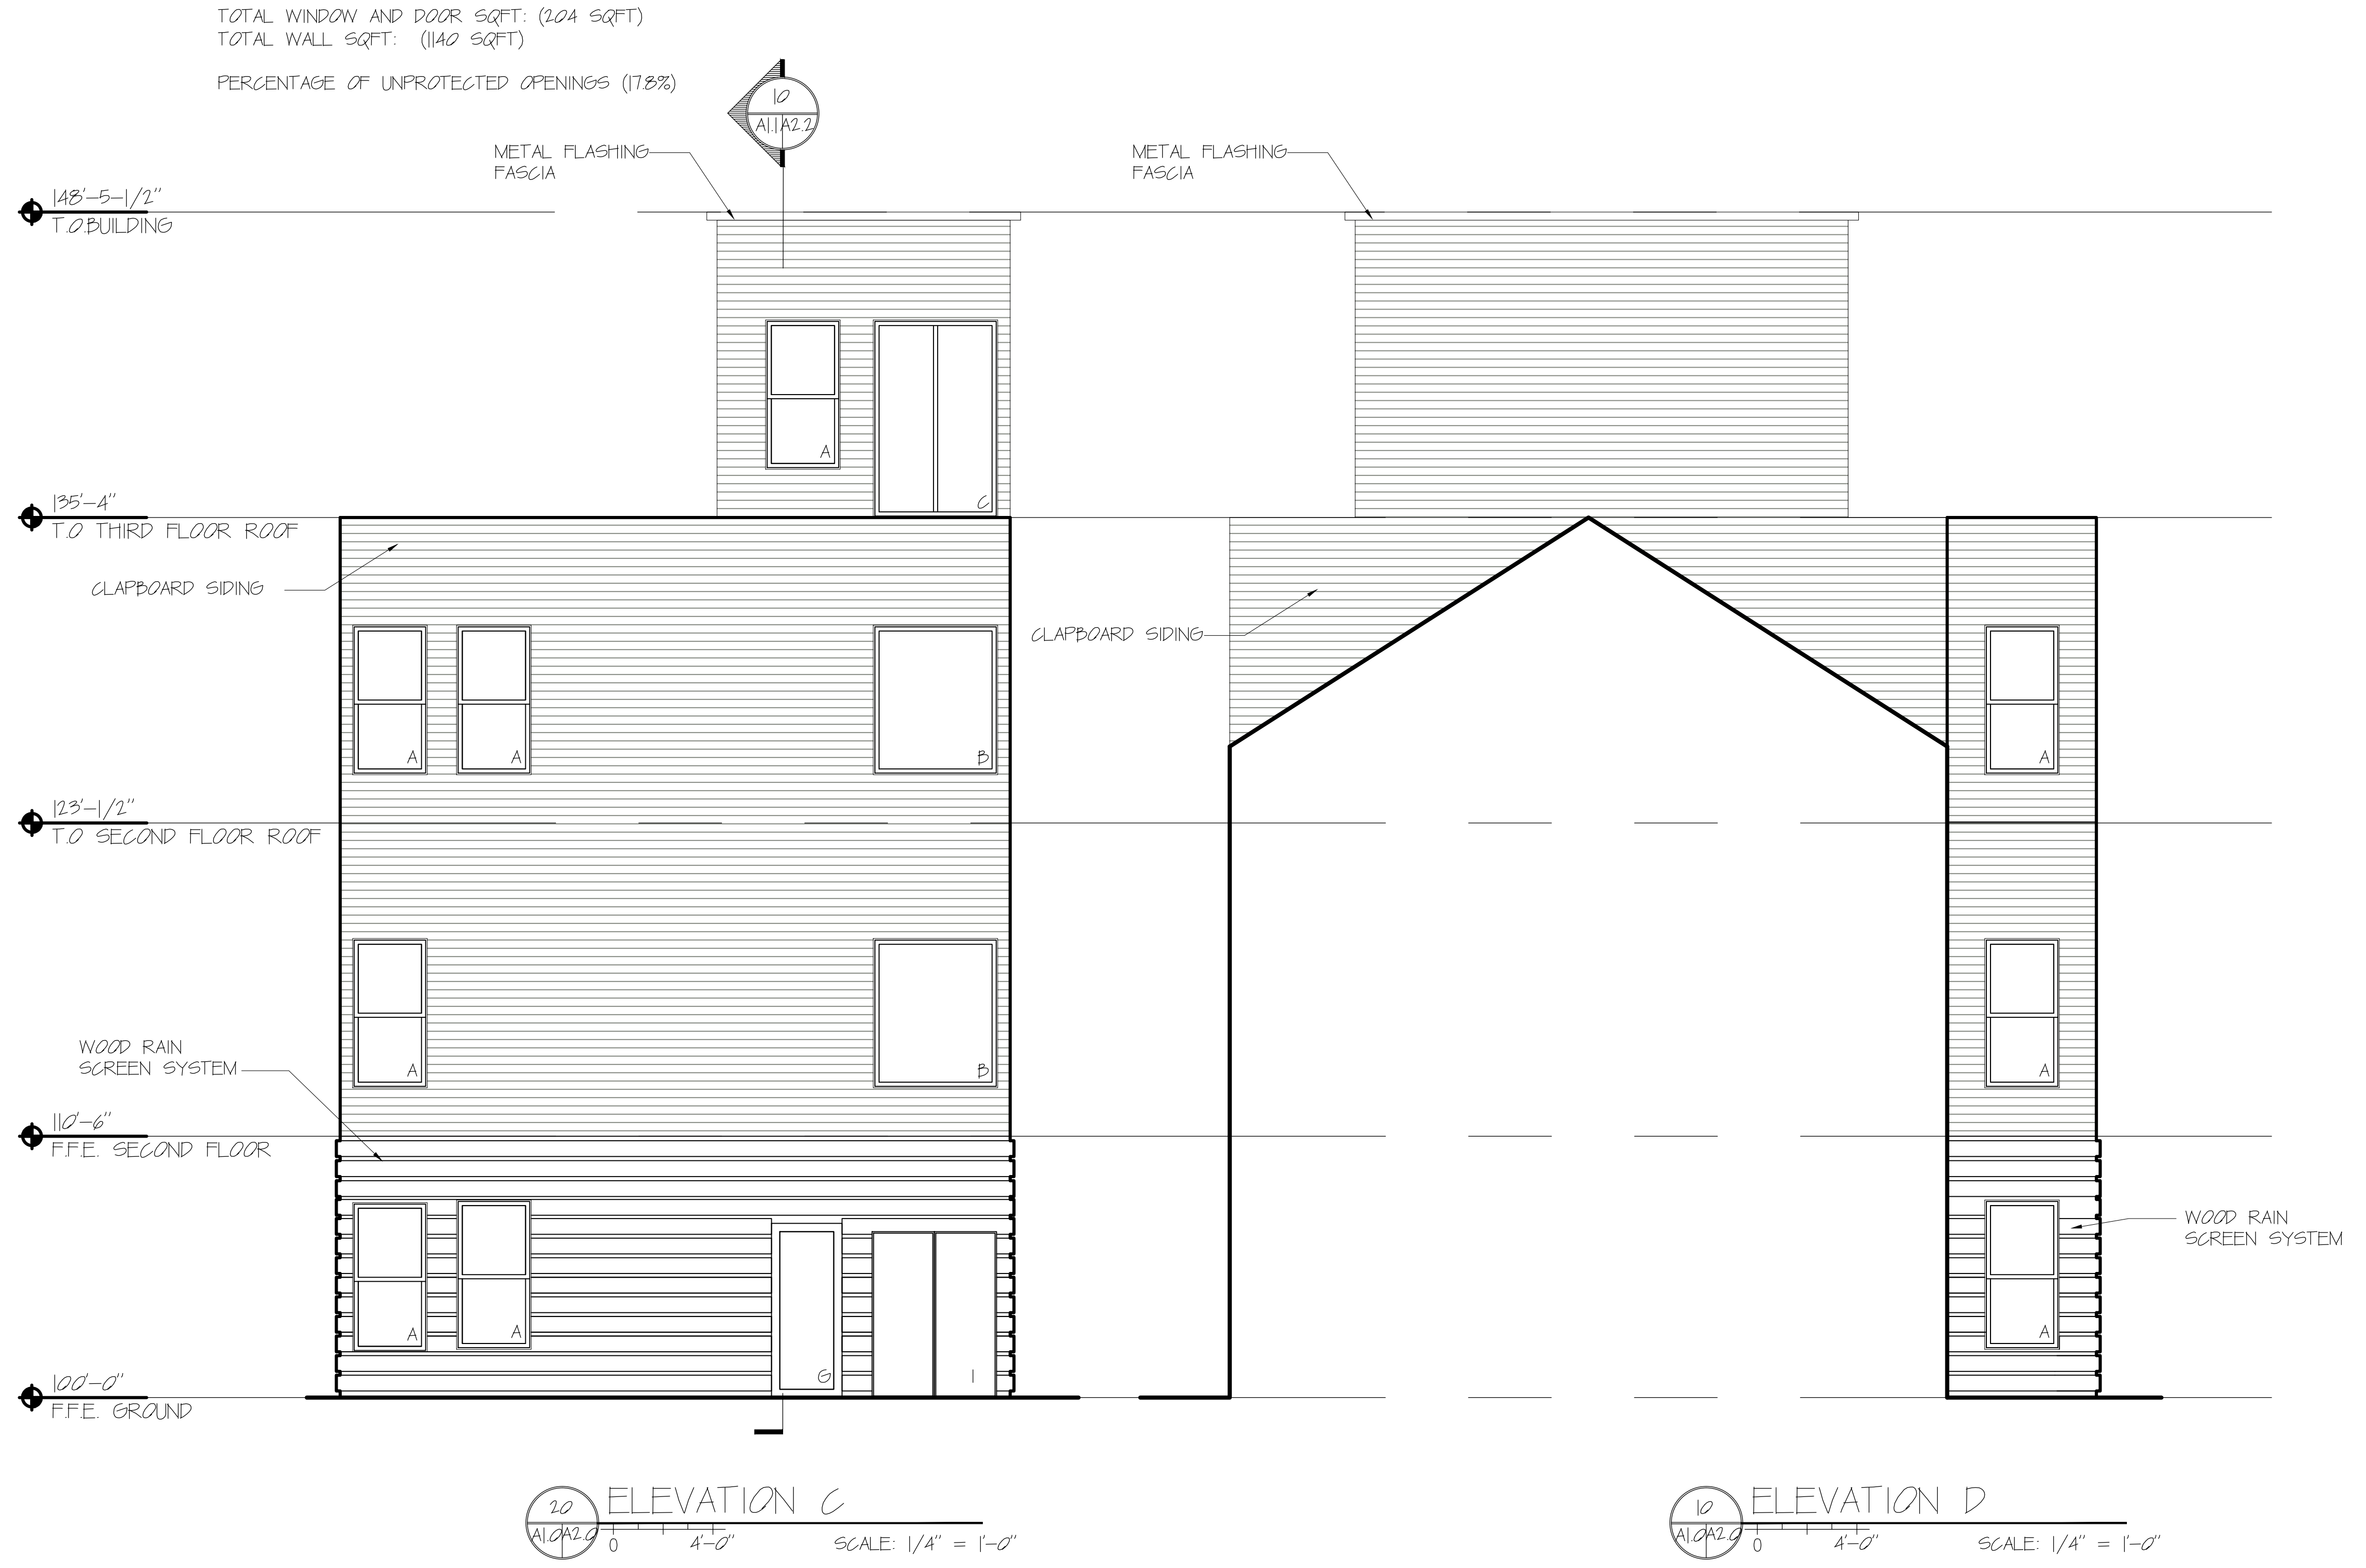 TOTAL WINDOW AND DOOR SQFT: (204 SQFT)
TOTAL WALL SQFT: (1140 SQFT)
PERCENTAGE OF UNPROTECTED OPENINGS (17.8%)
10
A1.1 A2.2
METAL FLASHING
FASCIA
METAL FLASHING
FASCIA
148'-5-1/2"
T.O.BUILDING
A
C
135'-4"
T.O THIRD FLOOR ROOF
CLAPBOARD SIDING
CLAPBOARD SIDING
A
A
B
A
123'-1/2"
T.O SECOND FLOOR ROOF
WOOD RAIN
SCREEN SYSTEM
A
B
A
110'-6"
F.F.E. SECOND FLOOR
WOOD RAIN
SCREEN SYSTEM
A
A
A
G
I
100'-0"
F.F.E. GROUND
20
A1.0 A2.0
ELEVATION C
0
4'-0"
SCALE: 1/4" = 1'-0"
10
A1.0 A2.0
ELEVATION D
0
4'-0"
SCALE: 1/4" = 1'-0"